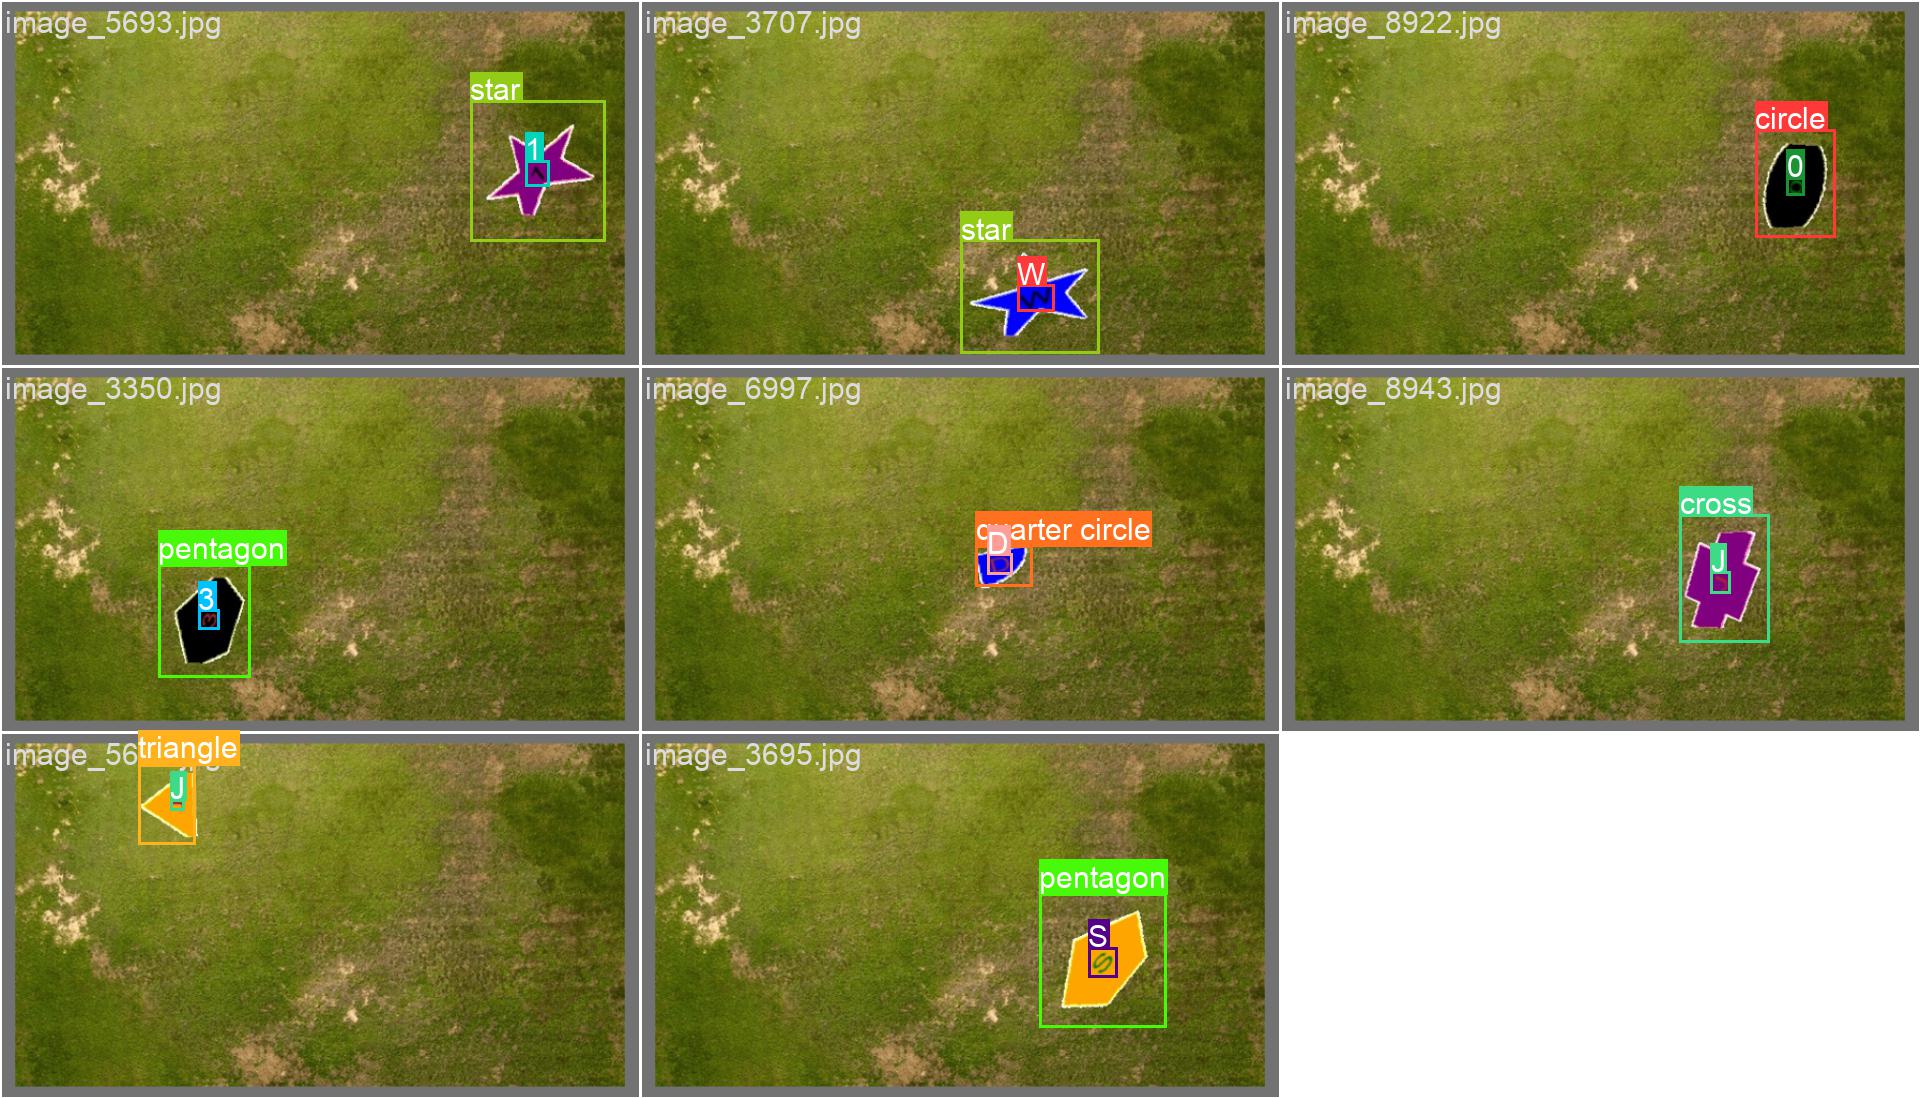 image_5693.jpg
star
1
image_3707.jpg
star
W
image_8922.jpg
circle
0
image_3350.jpg
pentagon
3
image_6997.jpg
quarter circle
D
image_8943.jpg
cross
J
image_56
triangle
J
image_3695.jpg
pentagon
S
S